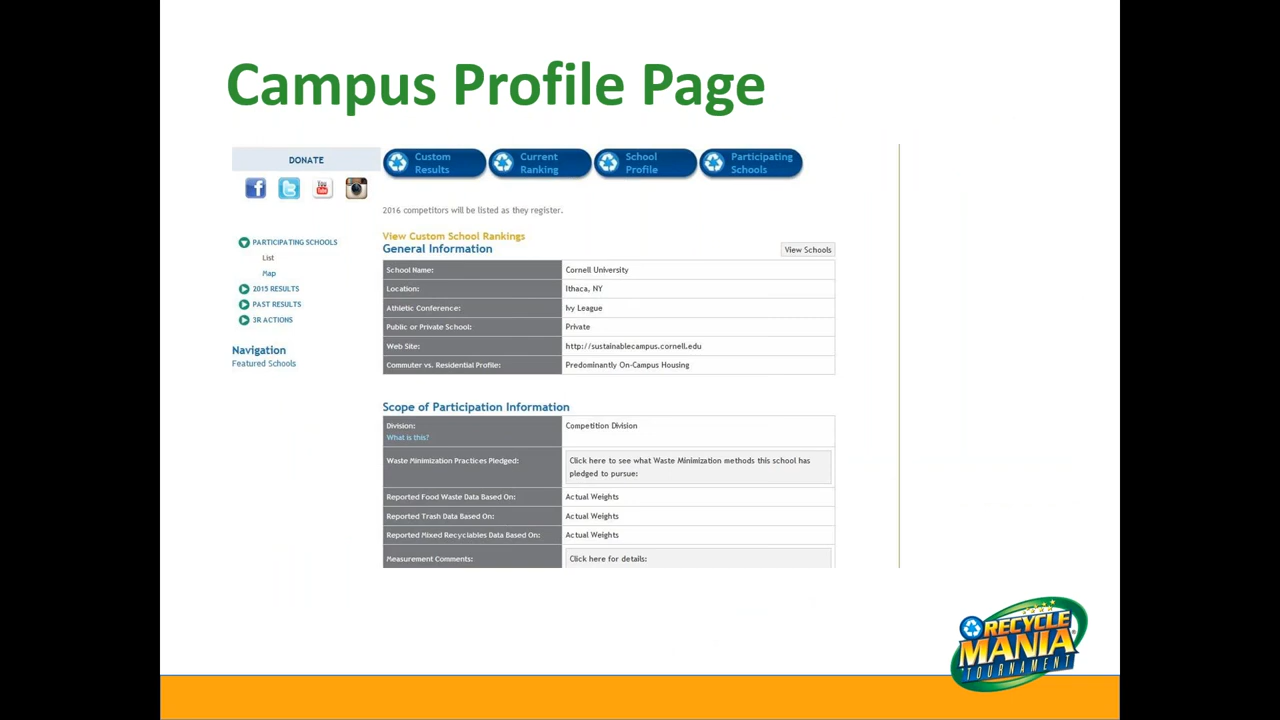 Campus Profile Page
DONATE
Custom
Results
Current
Ranking
School
Profile
Participating
Schools
You
Tube
2016 competitors will be listed as they register.
PARTICIPATING SCHOOLS
List
Map
2015 RESULTS
PAST RESULTS
3R ACTIONS
Navigation
Featured Schools
View Custom School Rankings
General Information
View Schools
School Name: Cornell University
Location: Ithaca, NY
Athletic Conference: Ivy League
Public or Private School: Private
Web Site: http://sustainablecampus.cornell.edu
Commuter vs. Residential Profile: Predominantly On-Campus Housing
Scope of Participation Information
Division: Competition Division
What is this?
Waste Minimization Practices Pledged: Click here to see what Waste Minimization methods this school has
pledged to pursue:
Reported Food Waste Data Based On: Actual Weights
Reported Trash Data Based On: Actual Weights
Reported Mixed Recyclables Data Based On: Actual Weights
Measurement Comments: Click here for details:
RECYCLE
MANIA
TOURNAMENT